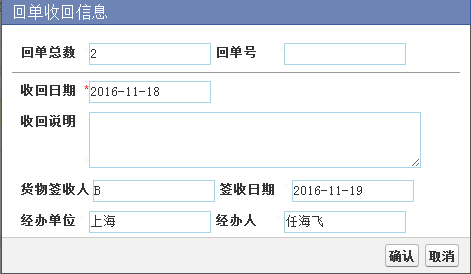 回单收回信息
回单总数 2 回单号
收回日期 *2016-11-18
收回说明
货物签收人 B 签收日期 2016-11-19
经办单位 上海 经办人 任海飞
确认 取消